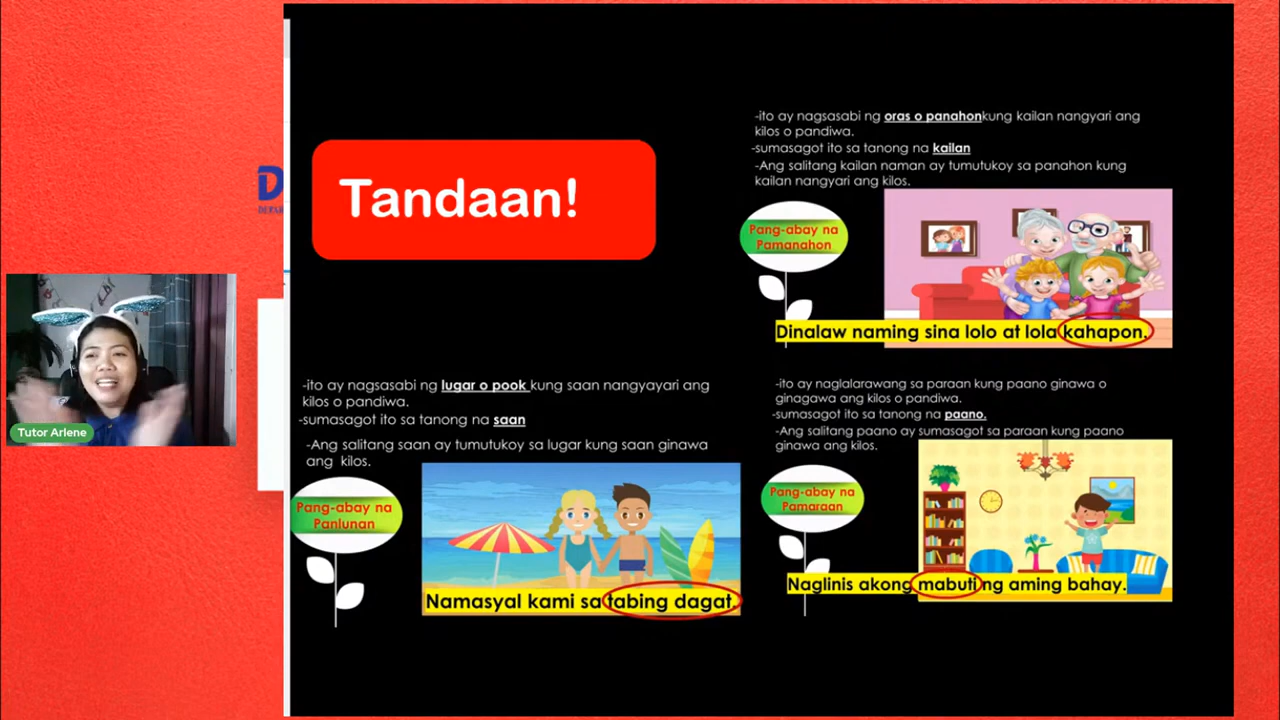 Tandaan!
-ito ay nagsasabi ng oras o panahonkung kailan nangyari ang
kilos o pandiwa.
-sumasagot ito sa tanong na kailan
-Ang salitang kailan naman ay tumutukoy sa panahon kung
kailan nangyari ang kilos.
Pang-abay na
Pamanahon
Dinalaw naming sina lolo at lola kahapon.
Tutor Arlene
-ito ay nagsasabi ng lugar o pook kung saan nangyayari ang
kilos o pandiwa.
-sumasagot ito sa tanong na saan
-Ang salitang saan ay tumutukoy sa lugar kung saan ginawa
ang kilos.
Pang-abay na
Panlunan
Namasyal kami sa tabing dagat.
-ito ay naglalarawang sa paraan kung paano ginawa o
ginagawa ang kilos o pandiwa.
-sumasagot ito sa tanong na paano.
-Ang salitang paano ay sumasagot sa paraan kung paano
ginawa ang kilos.
Pang-abay na
Pamaraan
Naglinis akong mabuti ng aming bahay.